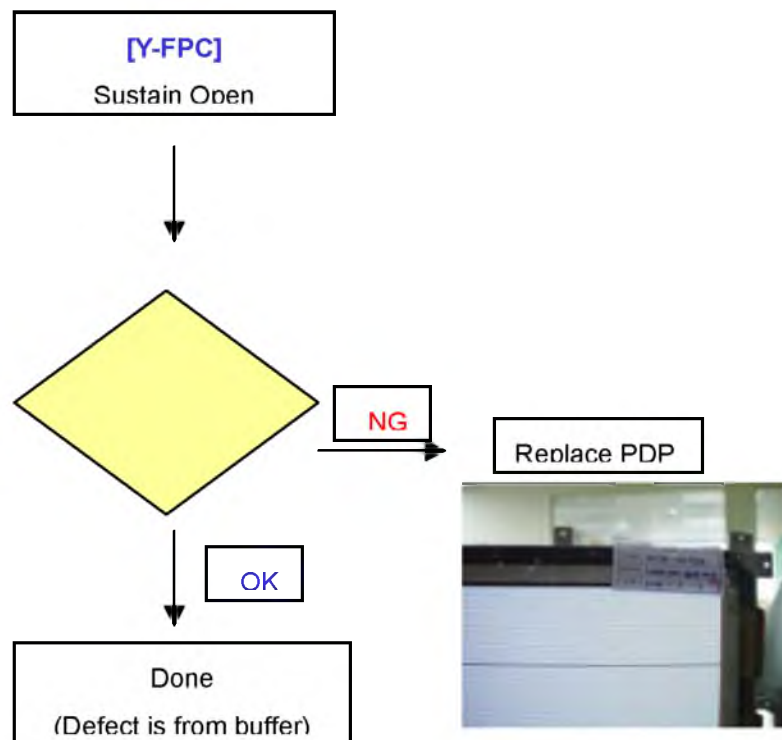 [Y-FPC]
Sustain Open
NG
Replace PDP
OK
Done
(Defect is from buffer)